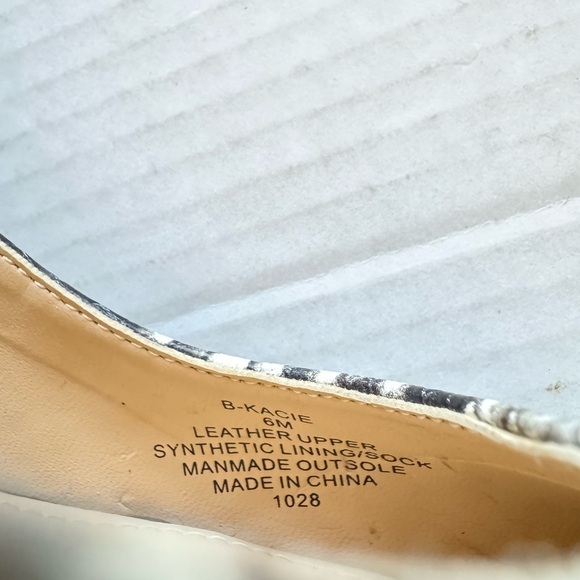 B-KACIE
6M
LEATHER UPPER
SYNTHETIC LINING/SOCK
MANMADE OUTSOLE
MADE IN CHINA
1028